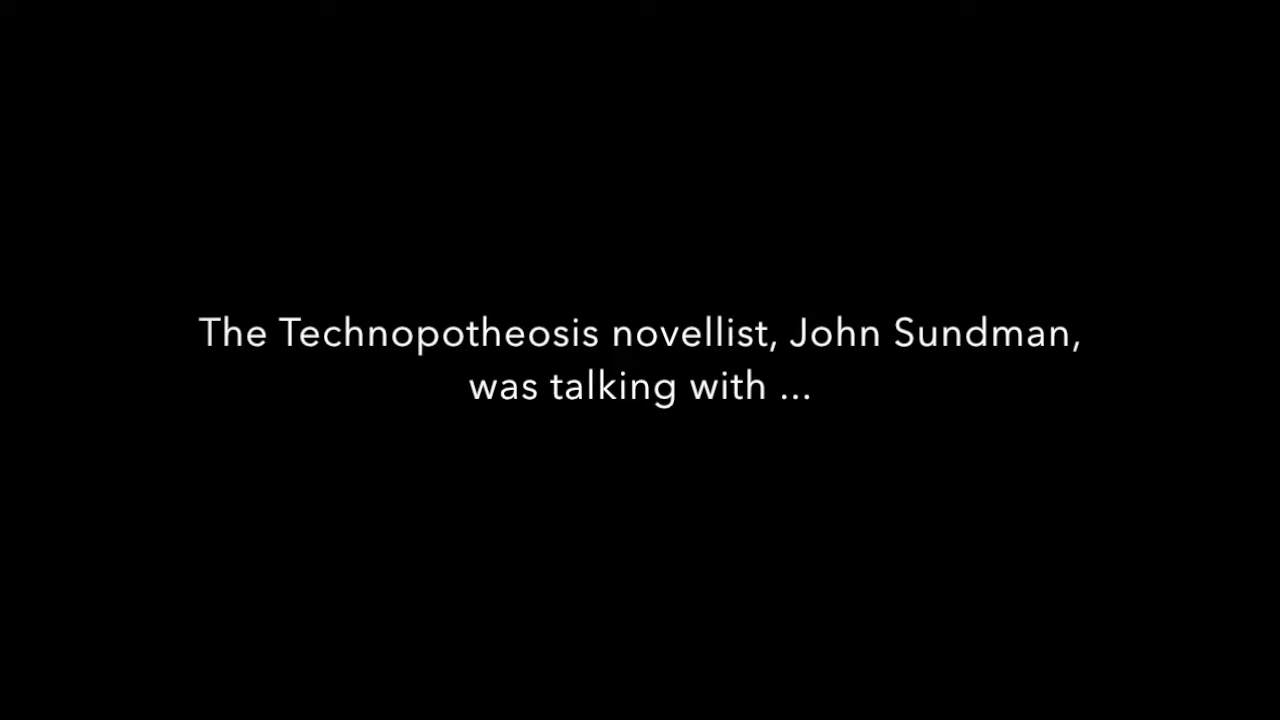 The Technopotheosis novellist, John Sundman,
was talking with ...